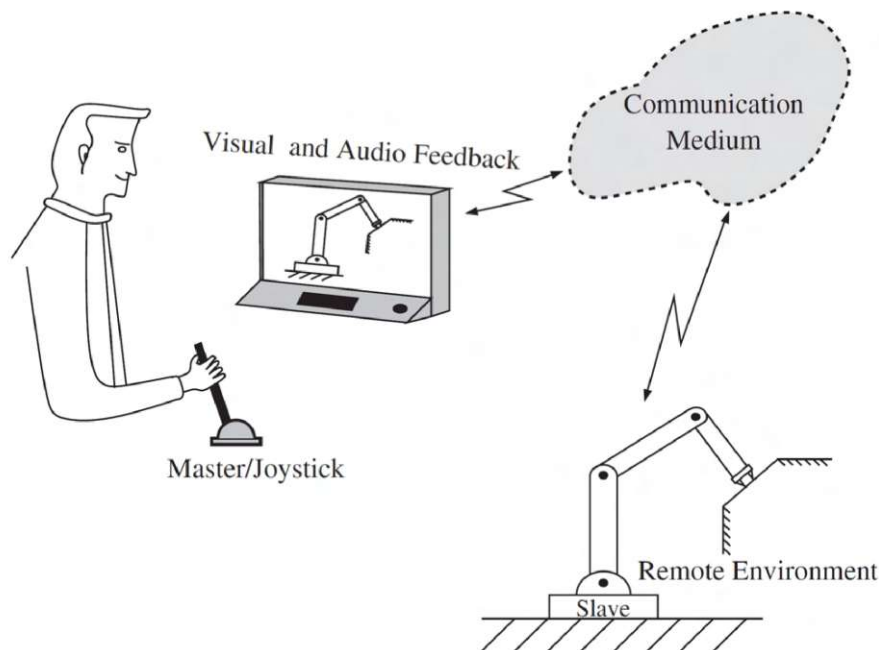 Communication
Medium
Visual and Audio Feedback
Master/Joystick
Remote Environment
Slave